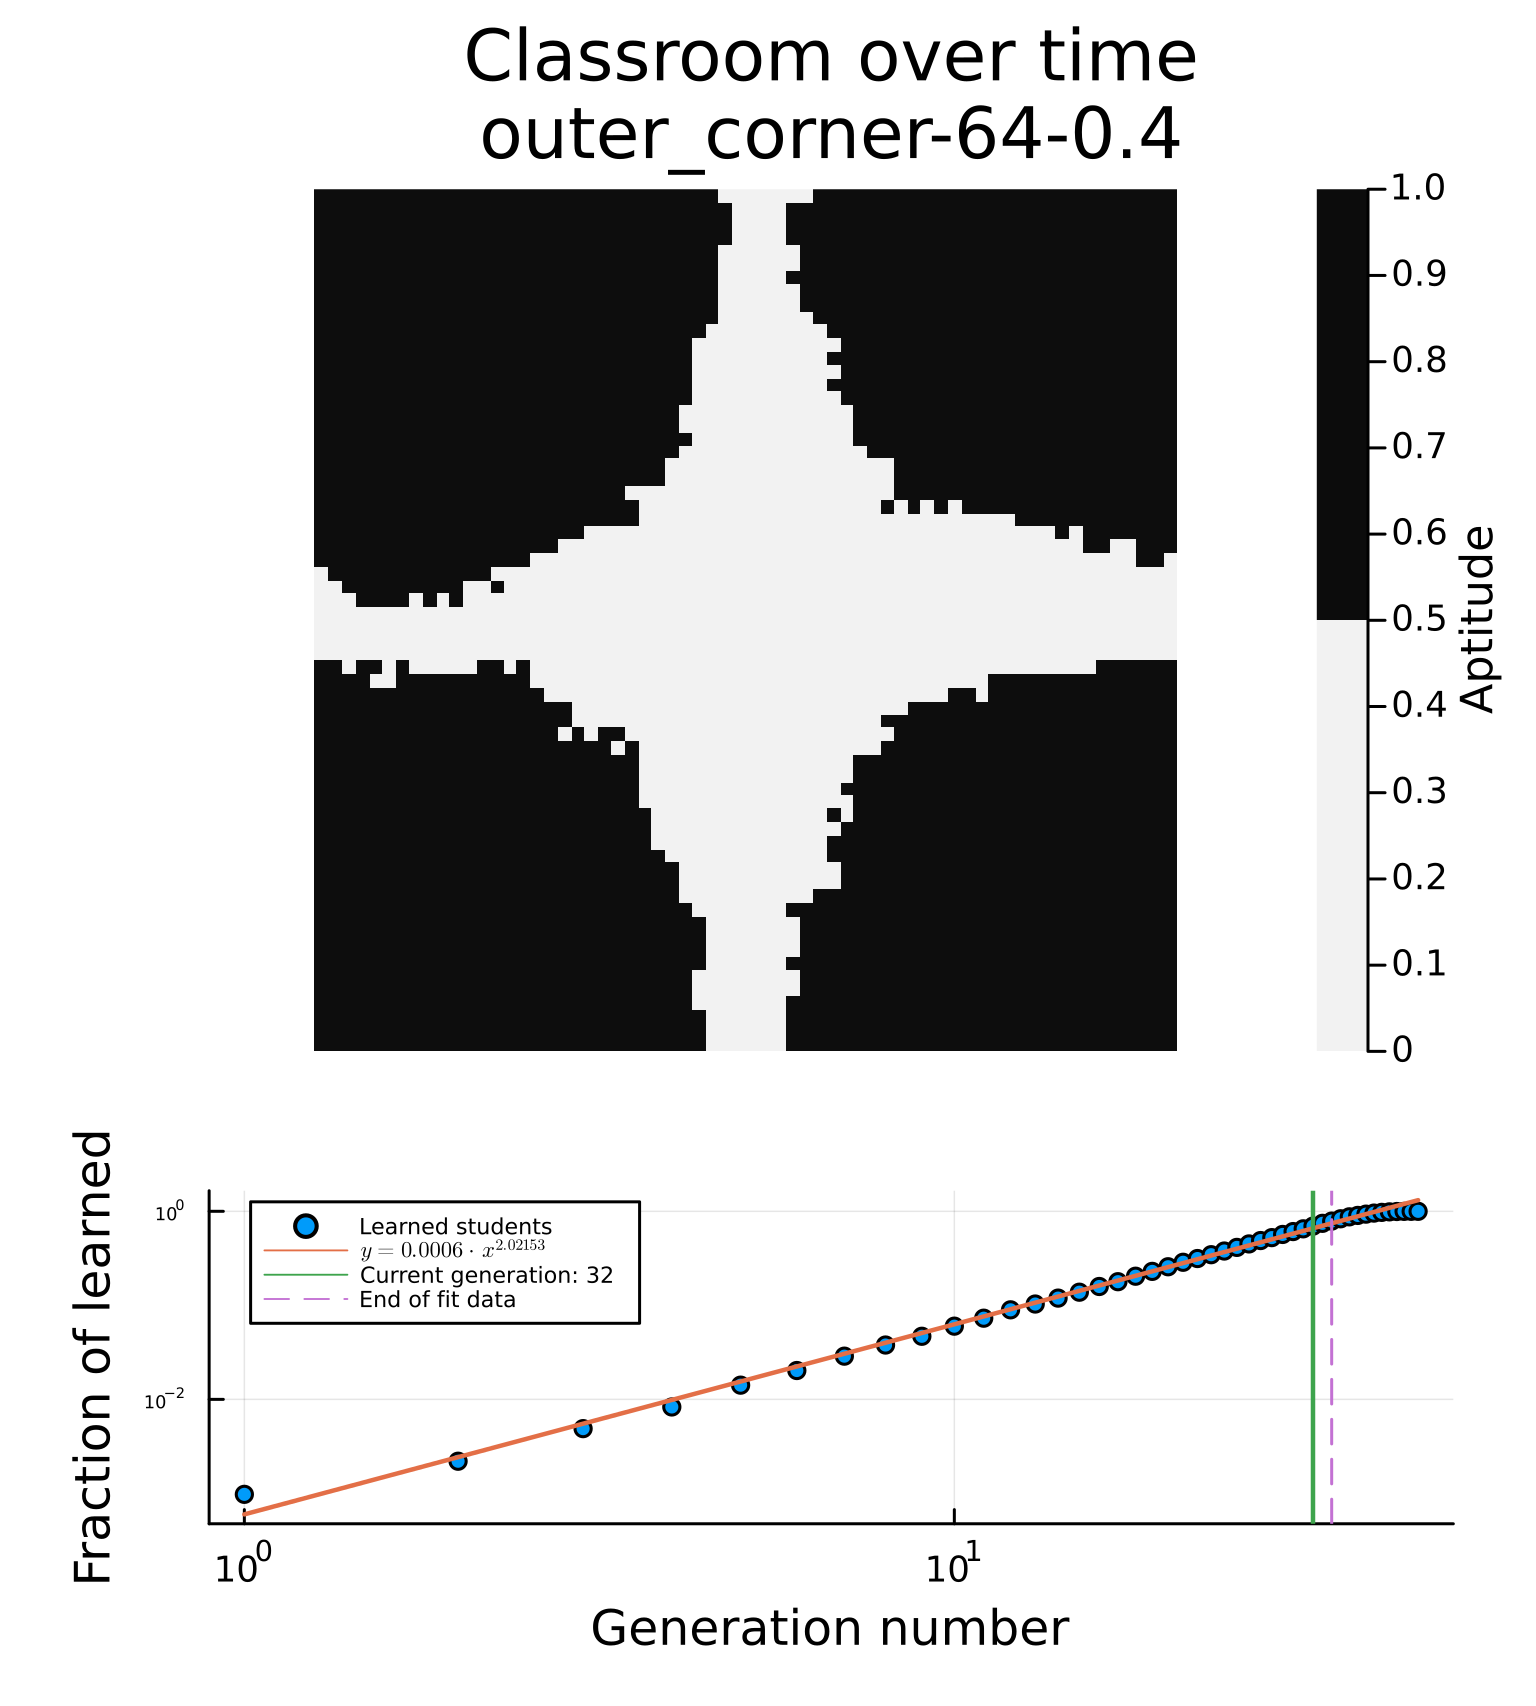 Classroom over time
outer_corner-64-0.4
1.0
0.9
0.8
0.7
0.6
0.5
0.4
0.3
0.2
0.1
0
Aptitude
Fraction of learned
10^0
10^-2
Learned students
y = 0.0006 · x^2.02153
Current generation: 32
End of fit data
10^0
10^1
Generation number